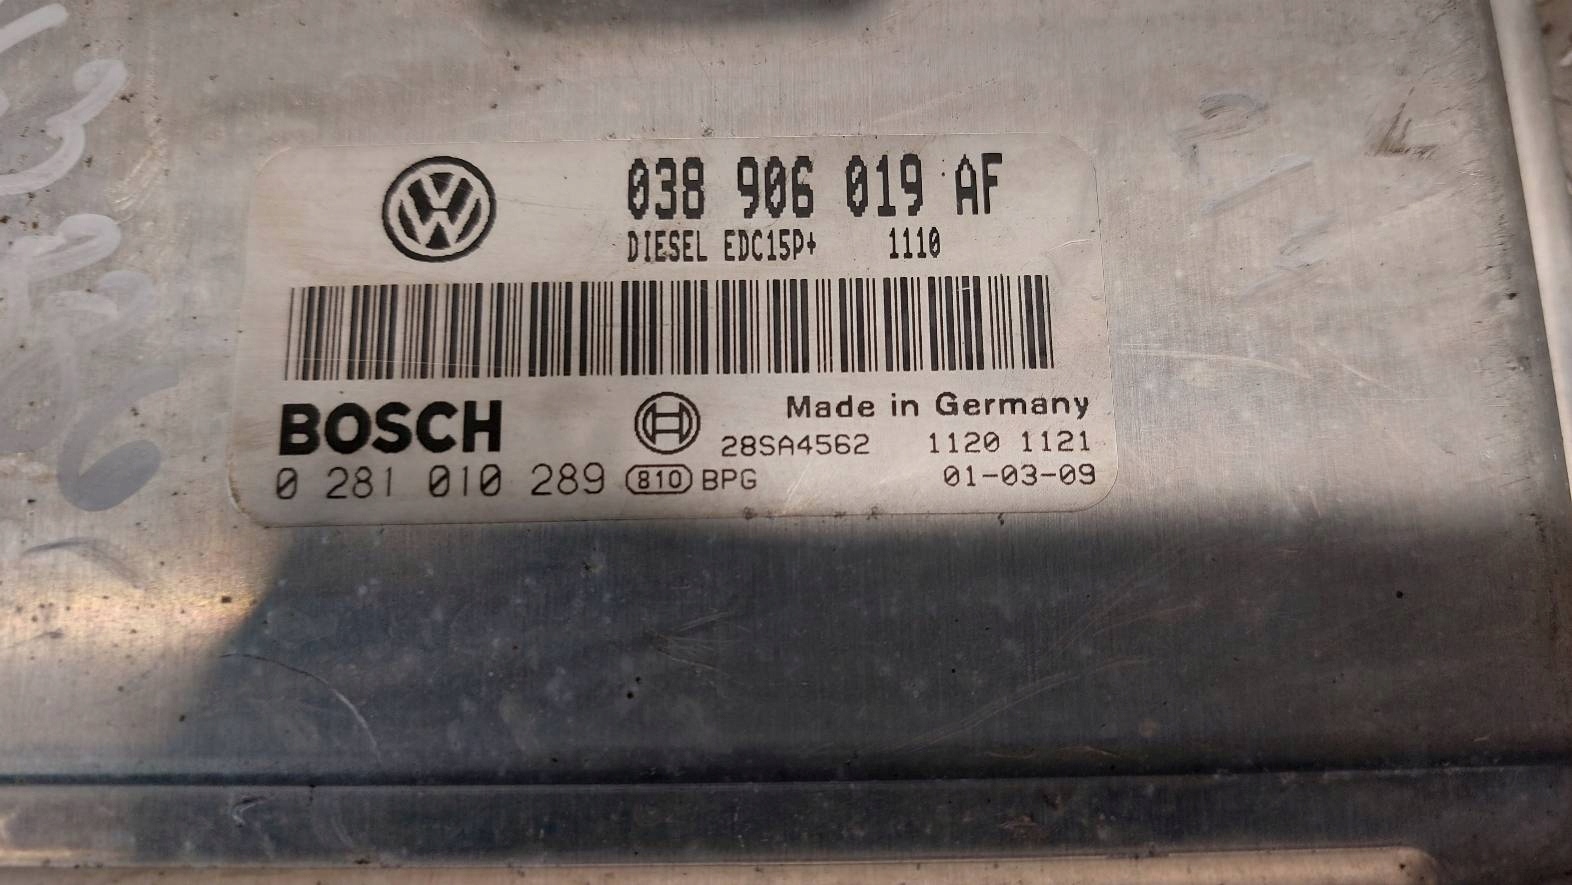 038 906 019 AF
DIESEL EDC15P+ 1110
BOSCH
Made in Germany
28SA4562 1120 1121
0 281 010 289 810 BPG 01-03-09